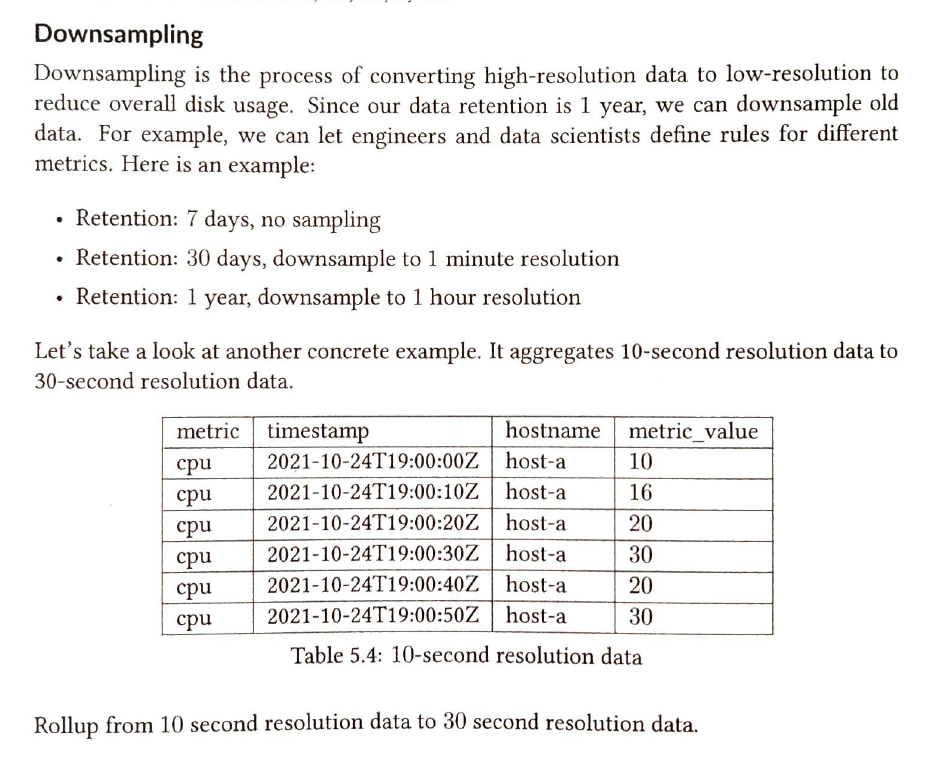 Downsampling
Downsampling is the process of converting high-resolution data to low-resolution to
reduce overall disk usage. Since our data retention is 1 year, we can downsample old
data. For example, we can let engineers and data scientists define rules for different
metrics. Here is an example:
• Retention: 7 days, no sampling
• Retention: 30 days, downsample to 1 minute resolution
• Retention: 1 year, downsample to 1 hour resolution
Let's take a look at another concrete example. It aggregates 10-second resolution data to
30-second resolution data.
metric timestamp hostname metric_value
cpu 2021-10-24T19:00:00Z host-a 10
cpu 2021-10-24T19:00:10Z host-a 16
cpu 2021-10-24T19:00:20Z host-a 20
cpu 2021-10-24T19:00:30Z host-a 30
cpu 2021-10-24T19:00:40Z host-a 20
cpu 2021-10-24T19:00:50Z host-a 30
Table 5.4: 10-second resolution data
Rollup from 10 second resolution data to 30 second resolution data.